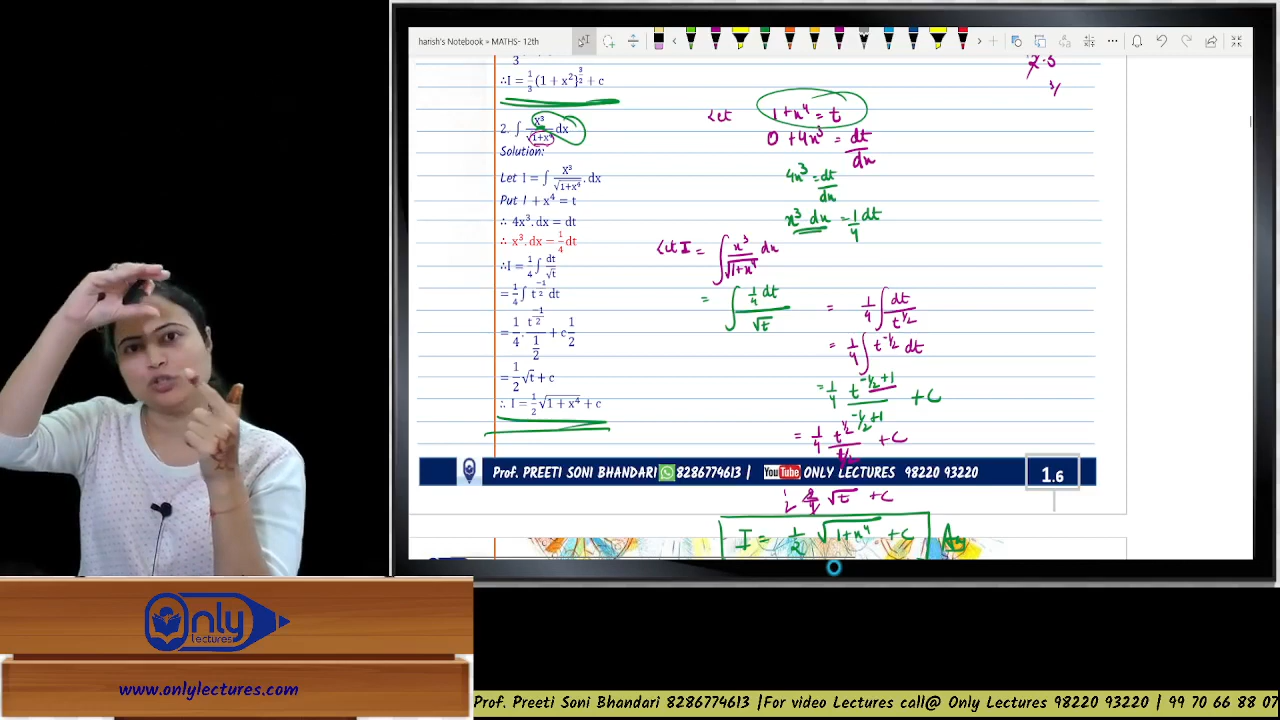 harish's Notebook » MATHS- 12th
3
∴I = 1/3 (1 + x²)^3/2 + c
2. ∫ x³/√1+x⁴ dx
Solution:
Let I = ∫ x³/√1+x⁴ . dx
Put 1 + x⁴ = t
∴ 4x³. dx = dt
∴ x³. dx = 1/4 dt
∴I = 1/4 ∫ dt/√t
= 1/4 ∫ t^-1/2 dt
= 1/4 . t^-1/2 / 1/2 + c 1/2
= 1/2 √t + c
∴ I = 1/2 √1 + x⁴ + c
Let 1+x⁴ = t
0 + 4x³ = dt/dx
4x³ = dt/dx
x³ dx = 1/4 dt
Let I = ∫ x³/√1+x⁴ dx
= ∫ 1/4 dt/√t = 1/4 ∫ dt/t^1/2
= 1/4 ∫ t^-1/2 dt
= 1/4 t^-1/2+1 / -1/2+1 + C
= 1/4 t^1/2 / 1/2 + C
Prof. PREETI SONI BHANDARI 8286774613 | YouTube ONLY LECTURES 98220 93220 1.6
√t + C
I = 1/2 √1+x⁴ + C Ans
Only
lectures
www.onlylectures.com
Prof. Preeti Soni Bhandari 8286774613 |For video Lectures call@ Only Lectures 98220 93220 | 99 70 66 88 07